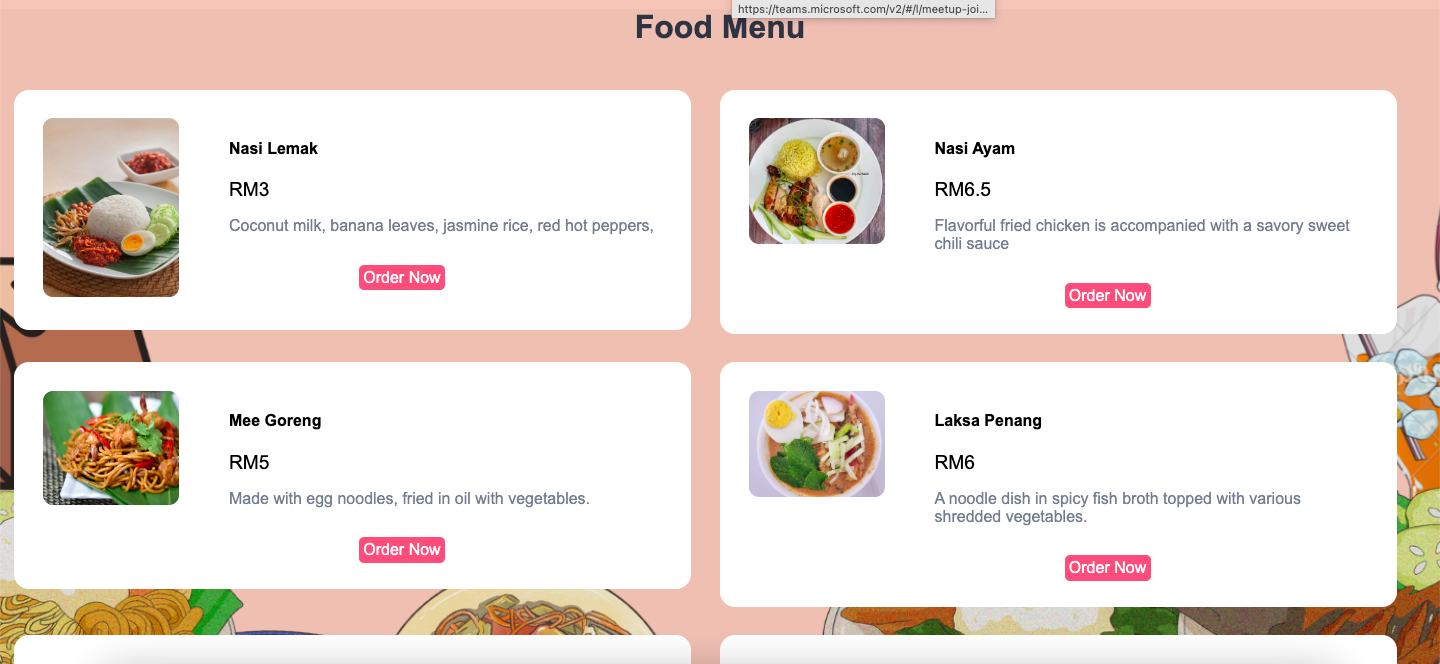 https://teams.microsoft.com/v2/#/l/meetup-joi...
Food Menu
Nasi Lemak
RM3
Coconut milk, banana leaves, jasmine rice, red hot peppers,
Order Now
Nasi Ayam
RM6.5
Flavorful fried chicken is accompanied with a savory sweet
chili sauce
Order Now
Mee Goreng
RM5
Made with egg noodles, fried in oil with vegetables.
Order Now
Laksa Penang
RM6
A noodle dish in spicy fish broth topped with various
shredded vegetables.
Order Now